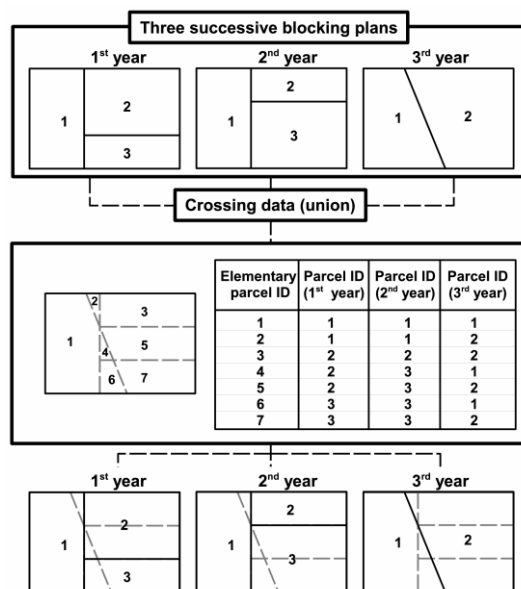 Three successive blocking plans
1st year
2nd year
3rd year
1
2
3
1
2
3
1
2
Crossing data (union)
Elementary parcel ID
Parcel ID (1st year)
Parcel ID (2nd year)
Parcel ID (3rd year)
1 1 1 1
2 1 1 2
3 2 2 2
4 2 3 1
5 2 3 2
6 3 3 1
7 3 3 2
1
2
3
4
5
6
7
1st year
2nd year
3rd year
1
2
3
1
2
3
1
2